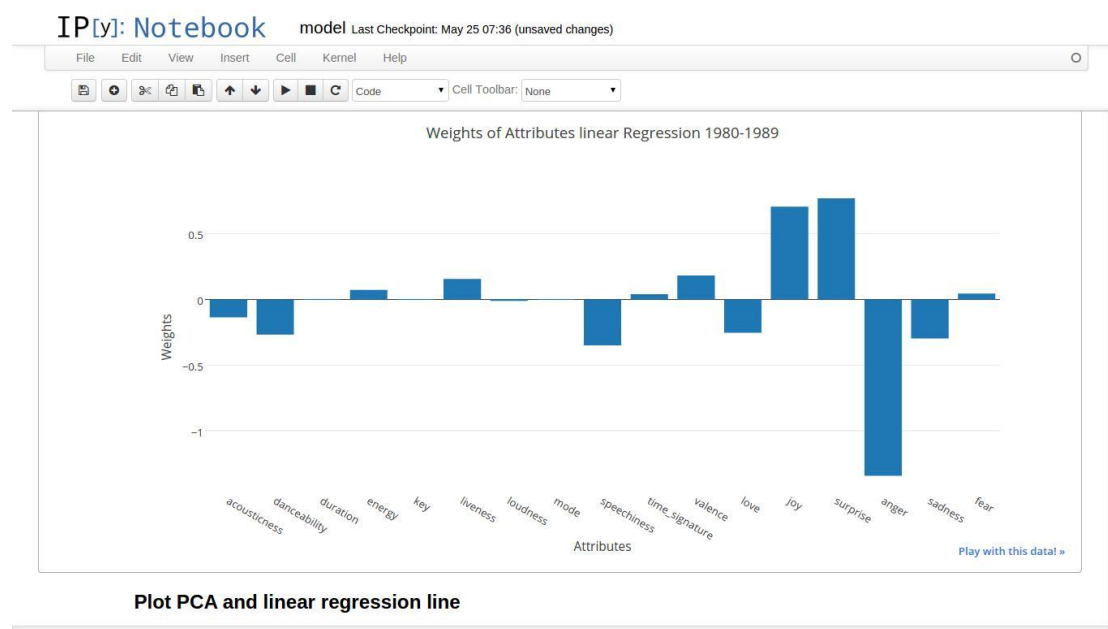 IP[y]: Notebook model Last Checkpoint: May 25 07:36 (unsaved changes)
File Edit View Insert Cell Kernel Help
Code Cell Toolbar: None
Weights of Attributes linear Regression 1980-1989
0.5
0
−0.5
−1
Weights
acousticness danceability duration energy key liveness loudness mode speechiness time_signature valence love joy surprise anger sadness fear
Attributes
Play with this data! »
Plot PCA and linear regression line